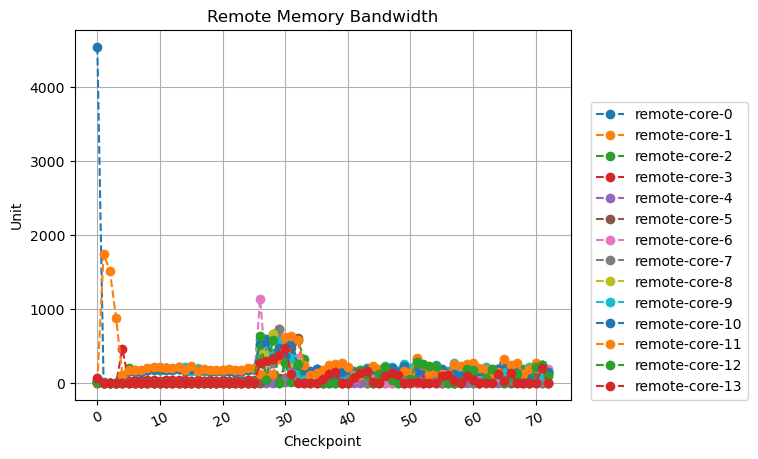 Remote Memory Bandwidth
Unit
4000
3000
2000
1000
0
0
10
20
30
40
50
60
70
Checkpoint
remote-core-0
remote-core-1
remote-core-2
remote-core-3
remote-core-4
remote-core-5
remote-core-6
remote-core-7
remote-core-8
remote-core-9
remote-core-10
remote-core-11
remote-core-12
remote-core-13